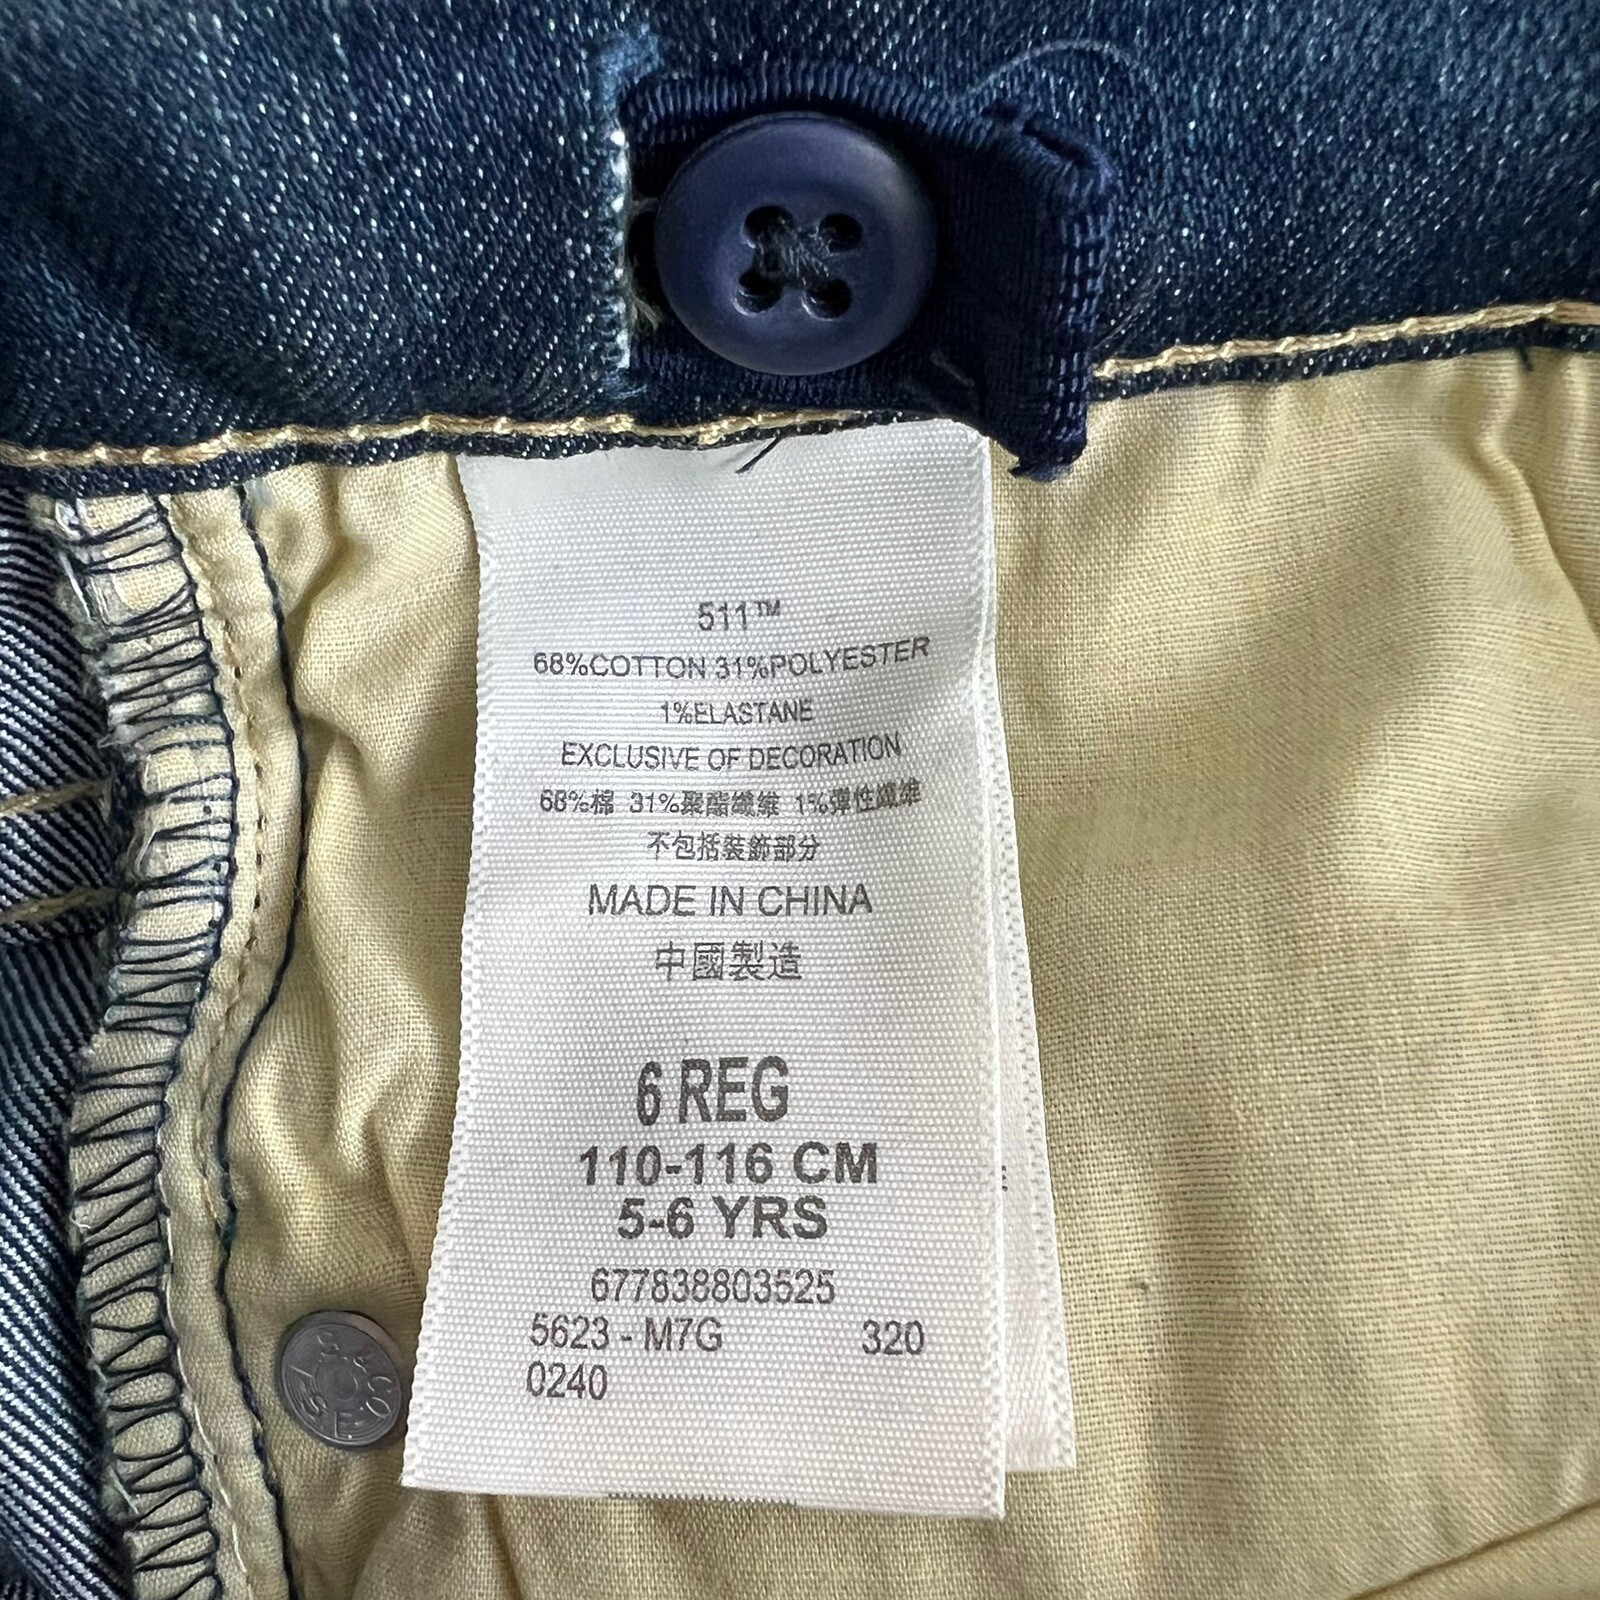 511™
68%COTTON 31%POLYESTER
1%ELASTANE
EXCLUSIVE OF DECORATION
68%棉 31%聚酯纖維 1%彈性纖維
不包括裝飾部分
MADE IN CHINA
中國製造
6 REG
110-116 CM
5-6 YRS
677838803525
5623 - M7G 320
0240